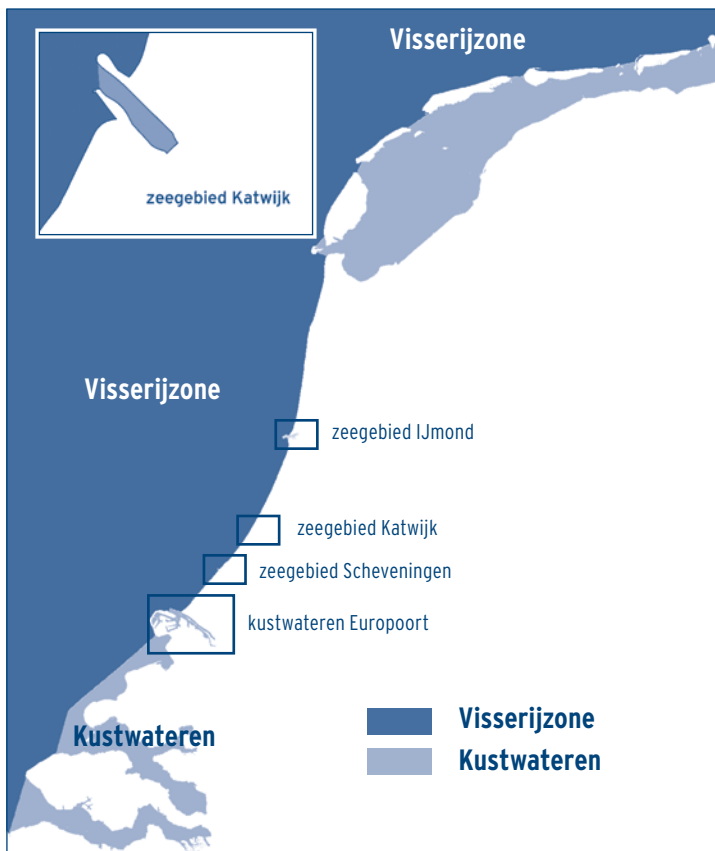 Visserijzone
zeegebied Katwijk
Visserijzone
zeegebied IJmond
zeegebied Katwijk
zeegebied Scheveningen
kustwateren Europoort
Kustwateren
Visserijzone
Kustwateren